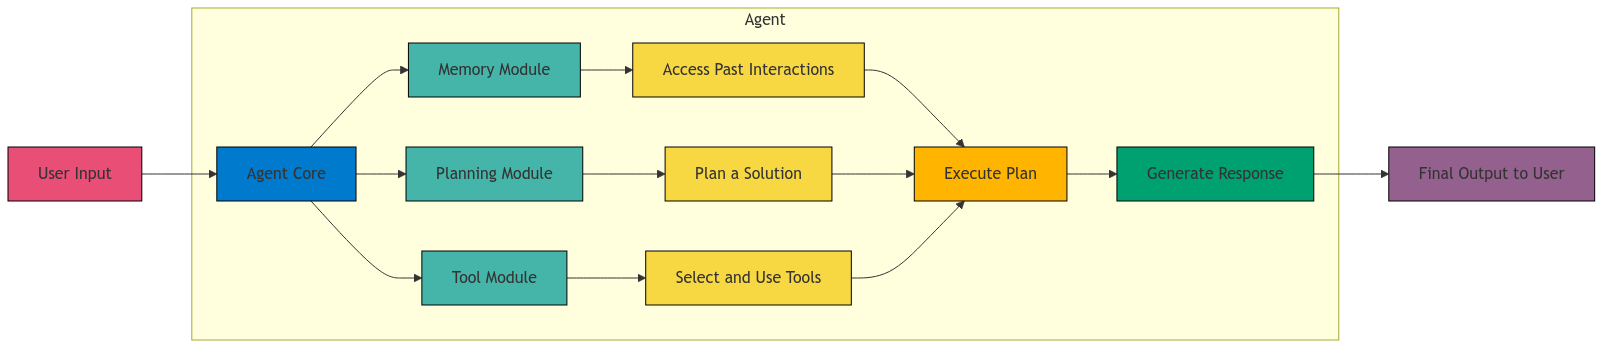 Agent
Memory Module
Access Past Interactions
User Input
Agent Core
Planning Module
Plan a Solution
Execute Plan
Generate Response
Final Output to User
Tool Module
Select and Use Tools